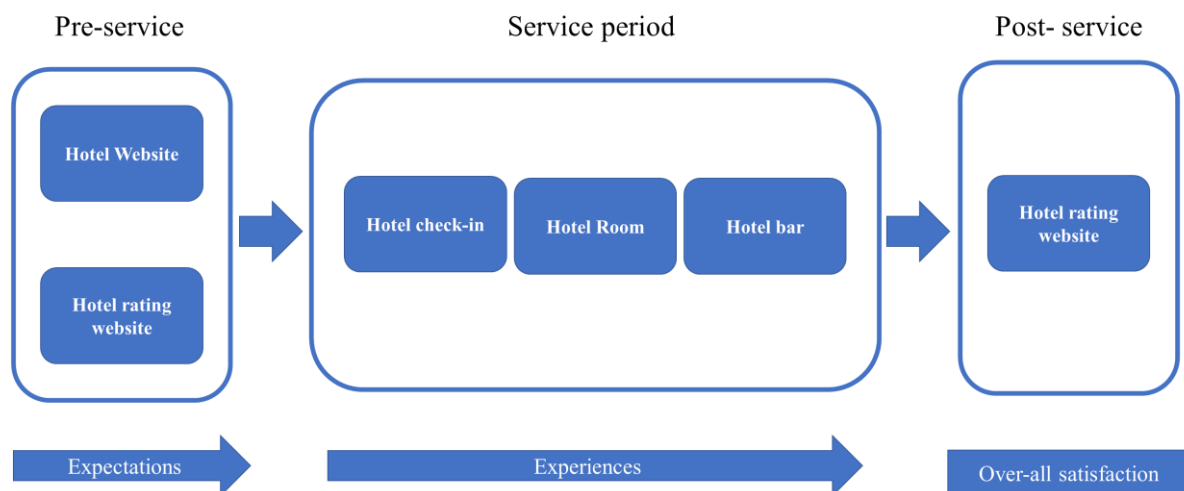 Pre-service
Service period
Post- service
Hotel Website
Hotel rating
website
Hotel check-in
Hotel Room
Hotel bar
Hotel rating
website
Expectations
Experiences
Over-all satisfaction